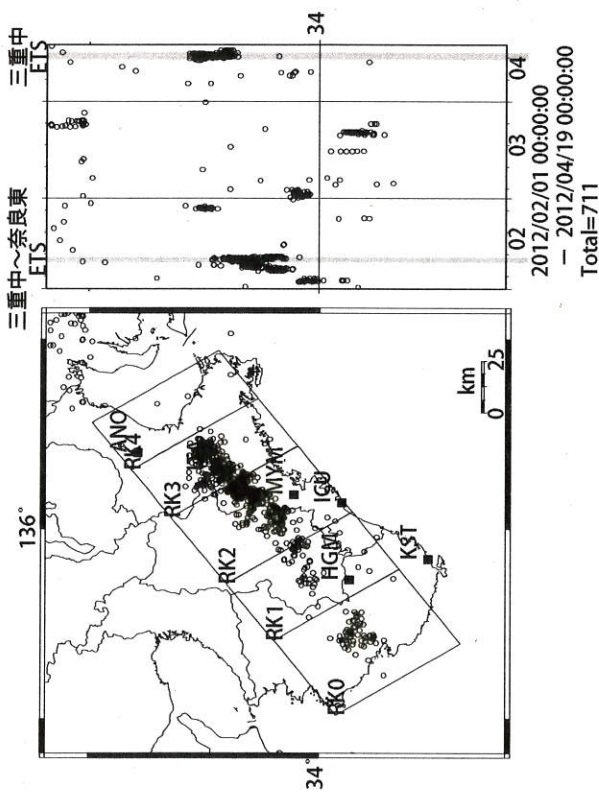 三重中～奈良東
ETS
三重中
ETS
136°
34
34
ANO
RK4
RK3
MYM
RK2
ICU
HGM
RK1
KST
RK0
km
0 25
02 03 04
2012/02/01 00:00:00
– 2012/04/19 00:00:00
Total=711